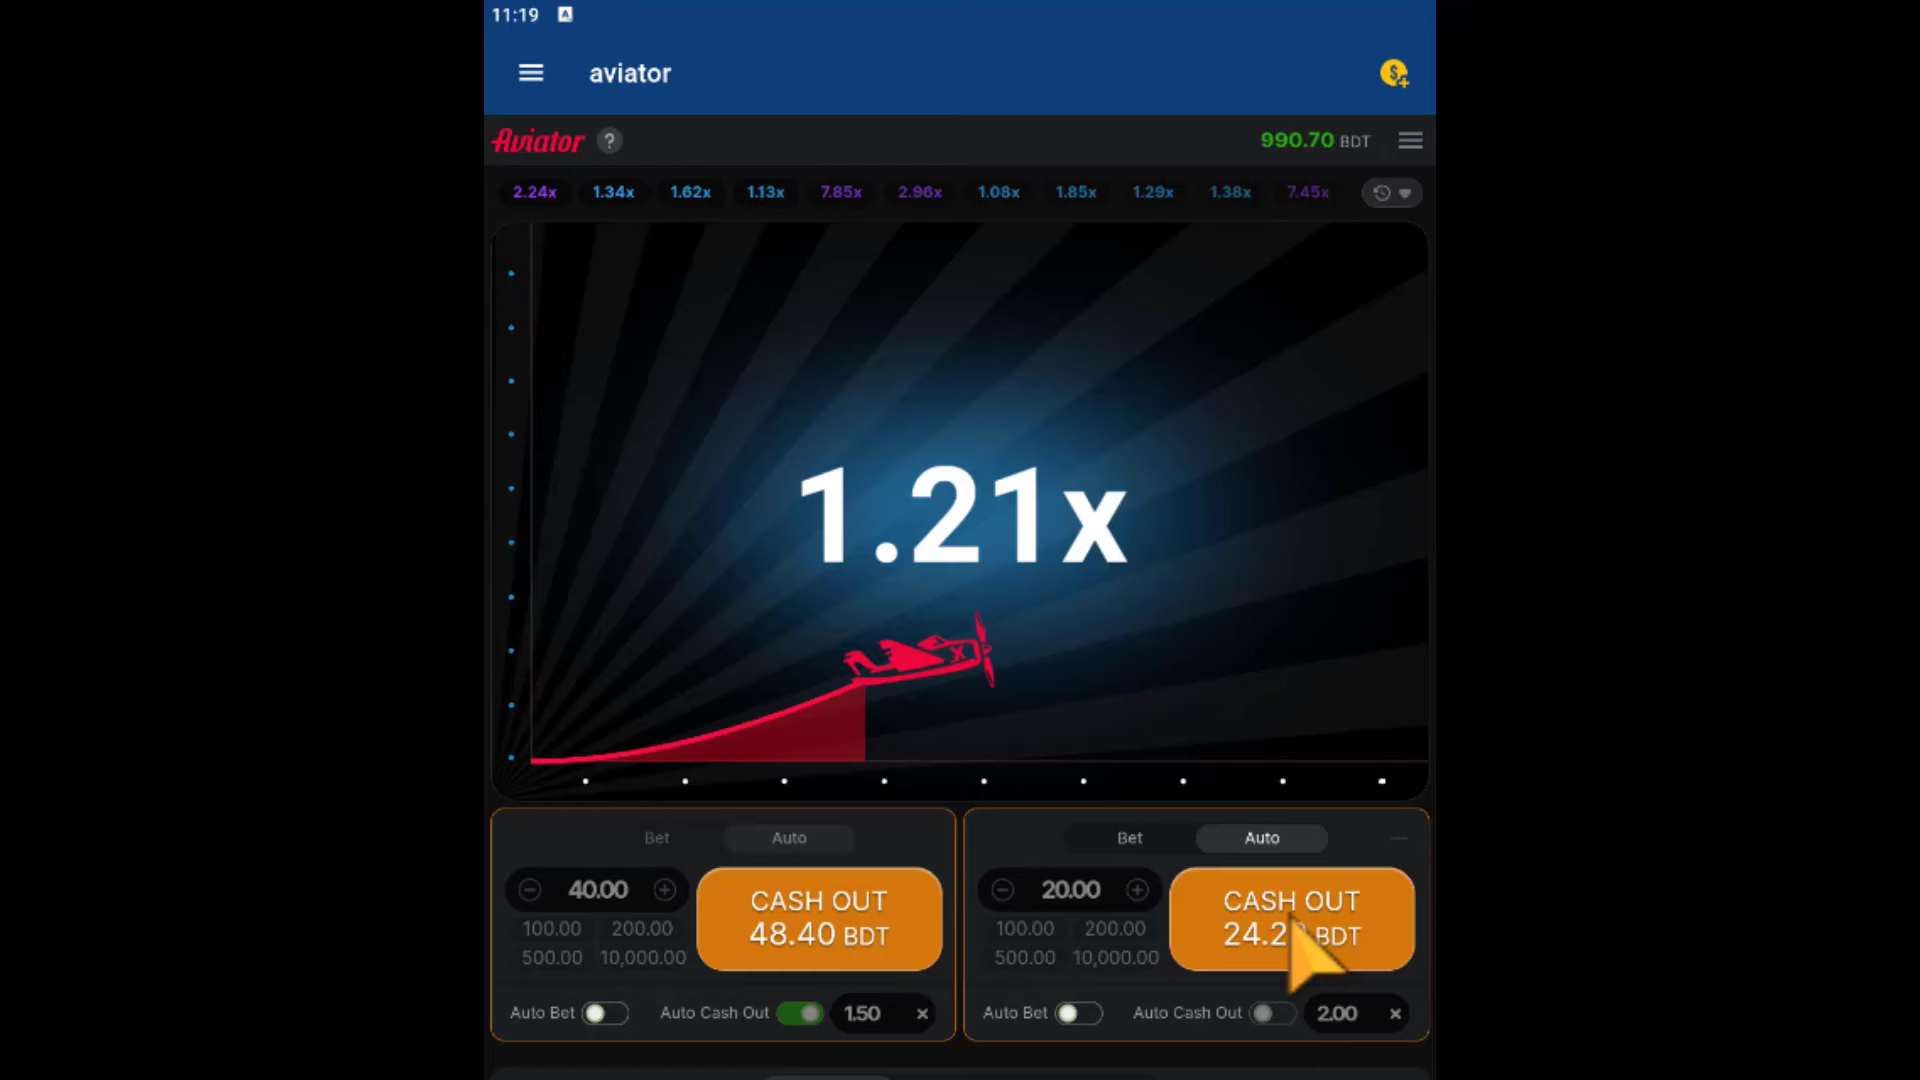 11:19 A
aviator
Aviator ? 990.70 BDT
2.24x 1.34x 1.62x 1.13x 7.85x 2.96x 1.08x 1.85x 1.29x 1.38x 7.45x
1.21x
X
Bet Auto
40.00
100.00 200.00
500.00 10,000.00
CASH OUT
48.40 BDT
Auto Bet Auto Cash Out 1.50
Bet Auto
20.00
100.00 200.00
500.00 10,000.00
CASH OUT
24.2 BDT
Auto Bet Auto Cash Out 2.00